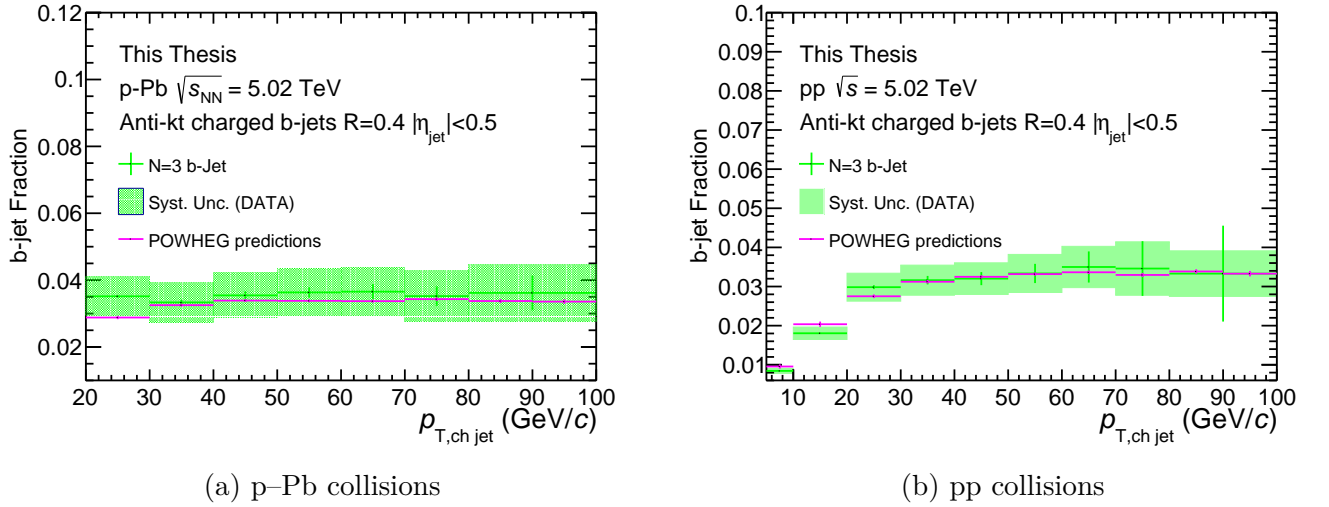 0.12
0.1
0.08
0.06
0.04
0.02
b-jet Fraction
This Thesis
p-Pb √sNN = 5.02 TeV
Anti-kt charged b-jets R=0.4 |ηjet|<0.5
N=3 b-Jet
Syst. Unc. (DATA)
POWHEG predictions
20 30 40 50 60 70 80 90 100
pT,ch jet (GeV/c)
(a) p–Pb collisions
0.1
0.09
0.08
0.07
0.06
0.05
0.04
0.03
0.02
0.01
b-jet Fraction
This Thesis
pp √s = 5.02 TeV
Anti-kt charged b-jets R=0.4 |ηjet|<0.5
N=3 b-Jet
Syst. Unc. (DATA)
POWHEG predictions
10 20 30 40 50 60 70 80 90 100
pT,ch jet (GeV/c)
(b) pp collisions